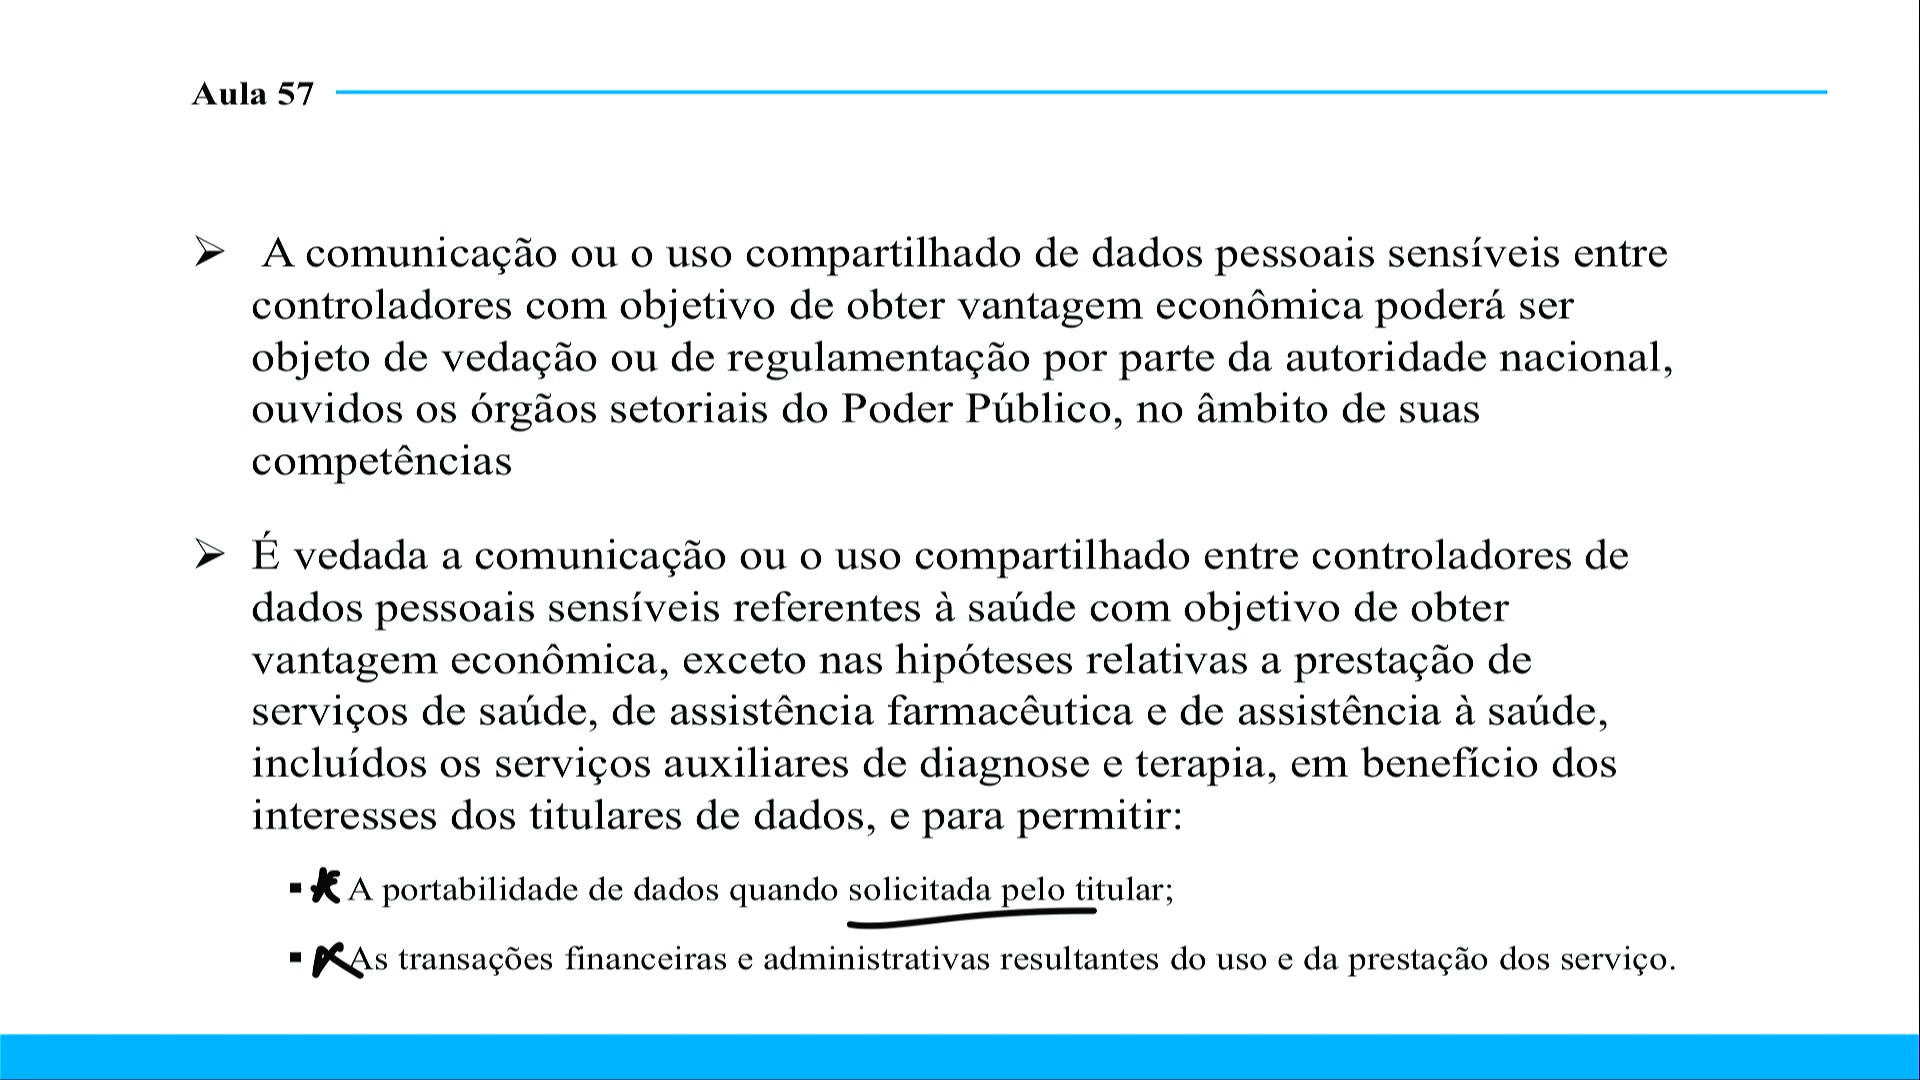 Aula 57
➢ A comunicação ou o uso compartilhado de dados pessoais sensíveis entre
controladores com objetivo de obter vantagem econômica poderá ser
objeto de vedação ou de regulamentação por parte da autoridade nacional,
ouvidos os órgãos setoriais do Poder Público, no âmbito de suas
competências
➢ É vedada a comunicação ou o uso compartilhado entre controladores de
dados pessoais sensíveis referentes à saúde com objetivo de obter
vantagem econômica, exceto nas hipóteses relativas a prestação de
serviços de saúde, de assistência farmacêutica e de assistência à saúde,
incluídos os serviços auxiliares de diagnose e terapia, em benefício dos
interesses dos titulares de dados, e para permitir:
▪ A portabilidade de dados quando solicitada pelo titular;
▪ As transações financeiras e administrativas resultantes do uso e da prestação dos serviço.